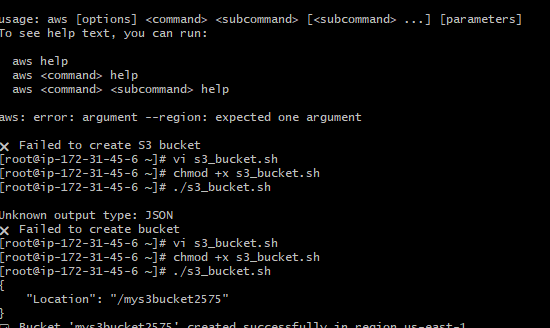 usage: aws [options] <command> <subcommand> [<subcommand> ...] [parameters]
To see help text, you can run:
aws help
aws <command> help
aws <command> <subcommand> help
aws: error: argument --region: expected one argument
❌ Failed to create S3 bucket
[root@ip-172-31-45-6 ~]# vi s3_bucket.sh
[root@ip-172-31-45-6 ~]# chmod +x s3_bucket.sh
[root@ip-172-31-45-6 ~]# ./s3_bucket.sh
Unknown output type: JSON
❌ Failed to create bucket
[root@ip-172-31-45-6 ~]# vi s3_bucket.sh
[root@ip-172-31-45-6 ~]# chmod +x s3_bucket.sh
[root@ip-172-31-45-6 ~]# ./s3_bucket.sh
{
"Location": "/mys3bucket2575"
}
Bucket 'mys3bucket2575' created successfully in region us-east-1